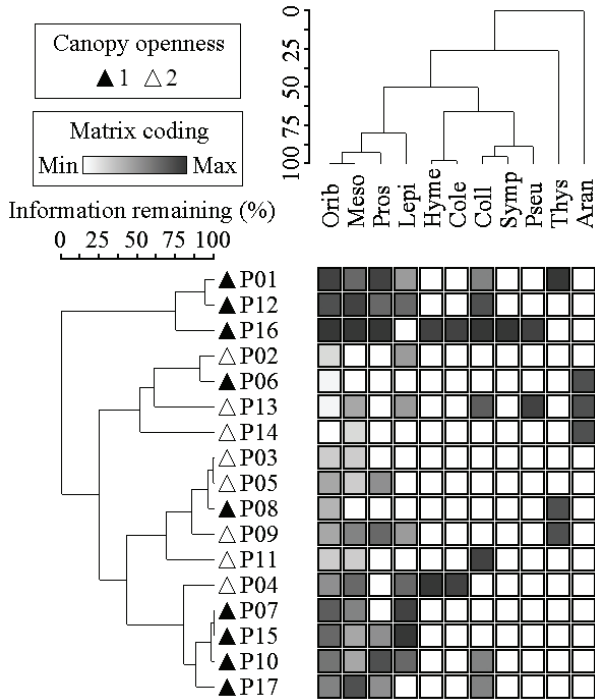 Canopy openness
▲ 1 △ 2
Matrix coding
Min Max
0
25
50
75
100
Orib Meso Pros Lepi Hyme Cole Coll Symp Pseu Thys Aran
Information remaining (%)
0 25 50 75 100
P01
P12
P16
P02
P06
P13
P14
P03
P05
P08
P09
P11
P04
P07
P15
P10
P17